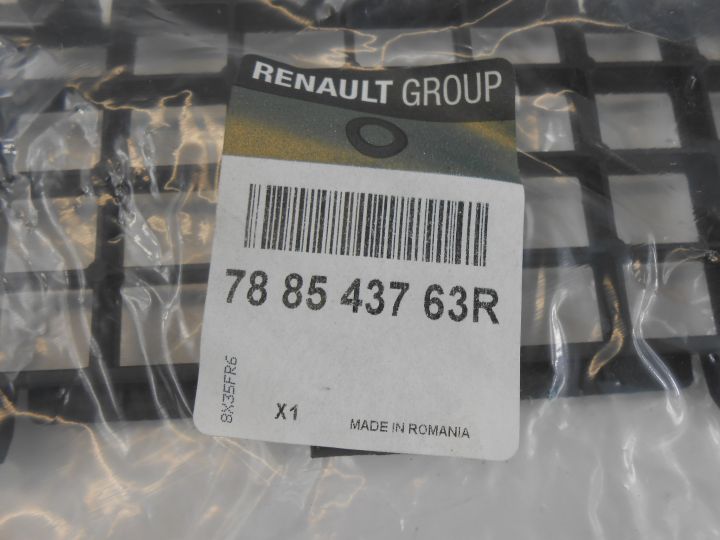 RENAULT GROUP
78 85 437 63R
8X35FR6
X1
MADE IN ROMANIA